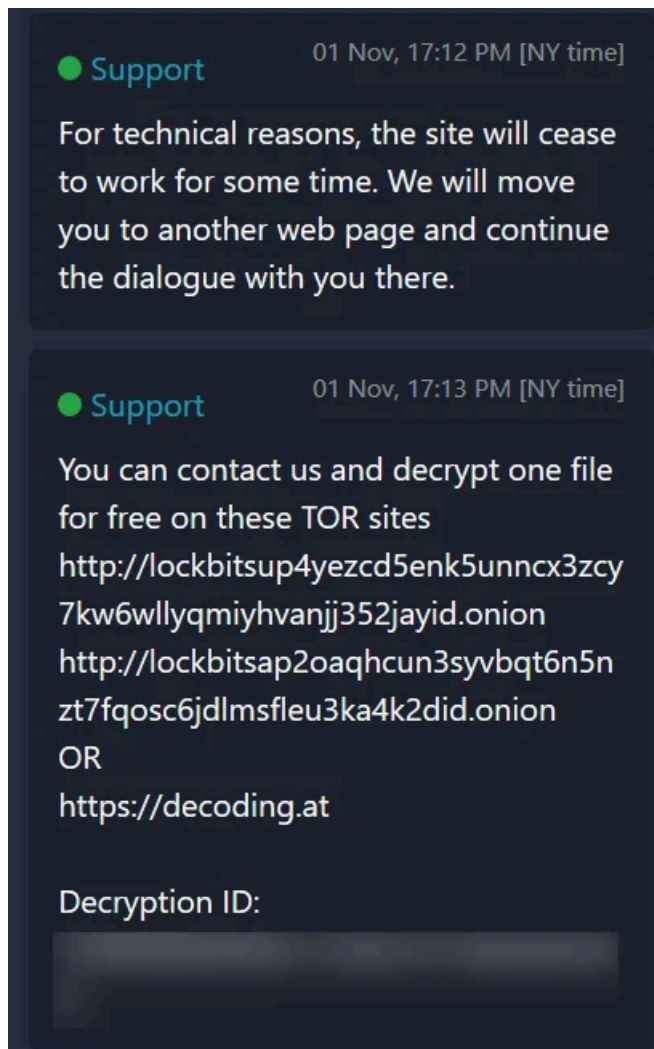 Support
01 Nov, 17:12 PM [NY time]
For technical reasons, the site will cease
to work for some time. We will move
you to another web page and continue
the dialogue with you there.
Support
01 Nov, 17:13 PM [NY time]
You can contact us and decrypt one file
for free on these TOR sites
http://lockbitsup4yezcd5enk5unncx3zcy
7kw6wllyqmiyhvanjj352jayid.onion
http://lockbitsap2oaqhcun3syvbqt6n5n
zt7fqosc6jdlmsfleu3ka4k2did.onion
OR
https://decoding.at
Decryption ID: